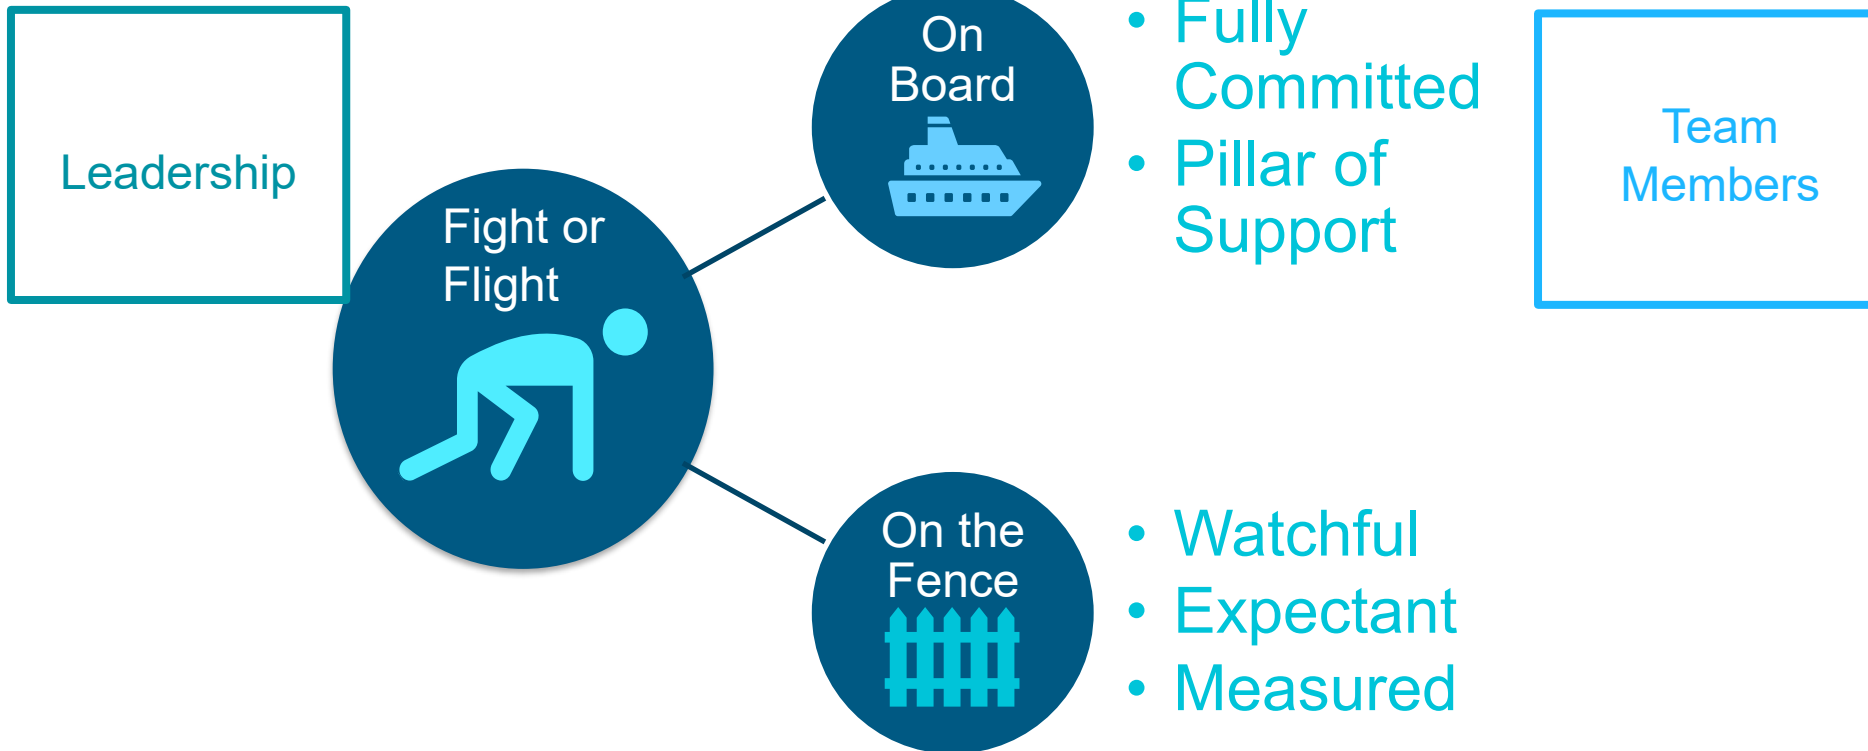 Leadership
Fight or
Flight
On
Board
• Fully
Committed
• Pillar of
Support
On the
Fence
• Watchful
• Expectant
• Measured
Team
Members